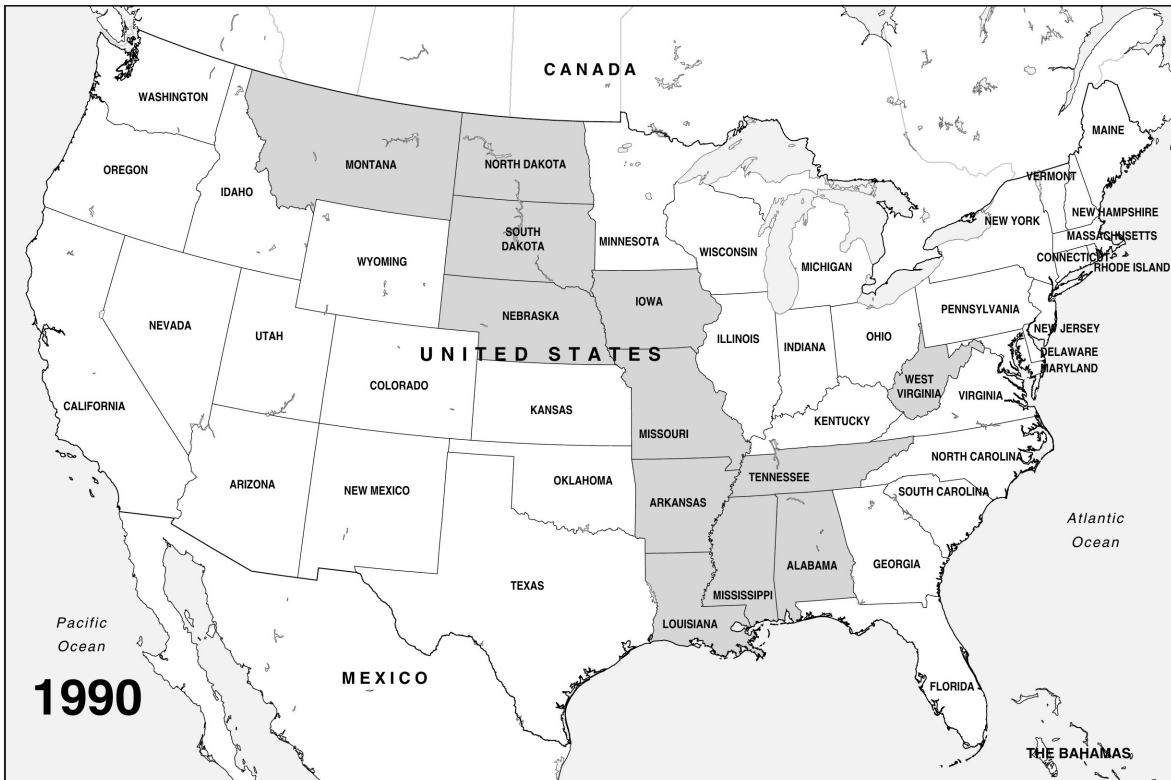 CANADA
WASHINGTON
MAINE
MONTANA
NORTH DAKOTA
OREGON
VERMONT
IDAHO
NEW YORK
NEW HAMPSHIRE
SOUTH
DAKOTA
MINNESOTA
MASSACHUSETTS
WISCONSIN
CONNECTICUT
WYOMING
MICHIGAN
RHODE ISLAND
IOWA
PENNSYLVANIA
NEBRASKA
NEVADA
NEW JERSEY
UTAH
ILLINOIS
INDIANA
OHIO
UNITED STATES
DELAWARE
MARYLAND
COLORADO
WEST
VIRGINIA
VIRGINIA
CALIFORNIA
KANSAS
KENTUCKY
MISSOURI
NORTH CAROLINA
TENNESSEE
OKLAHOMA
ARIZONA
NEW MEXICO
SOUTH CAROLINA
ARKANSAS
Atlantic
Ocean
GEORGIA
ALABAMA
TEXAS
MISSISSIPPI
LOUISIANA
Pacific
Ocean
MEXICO
FLORIDA
1990
THE BAHAMAS